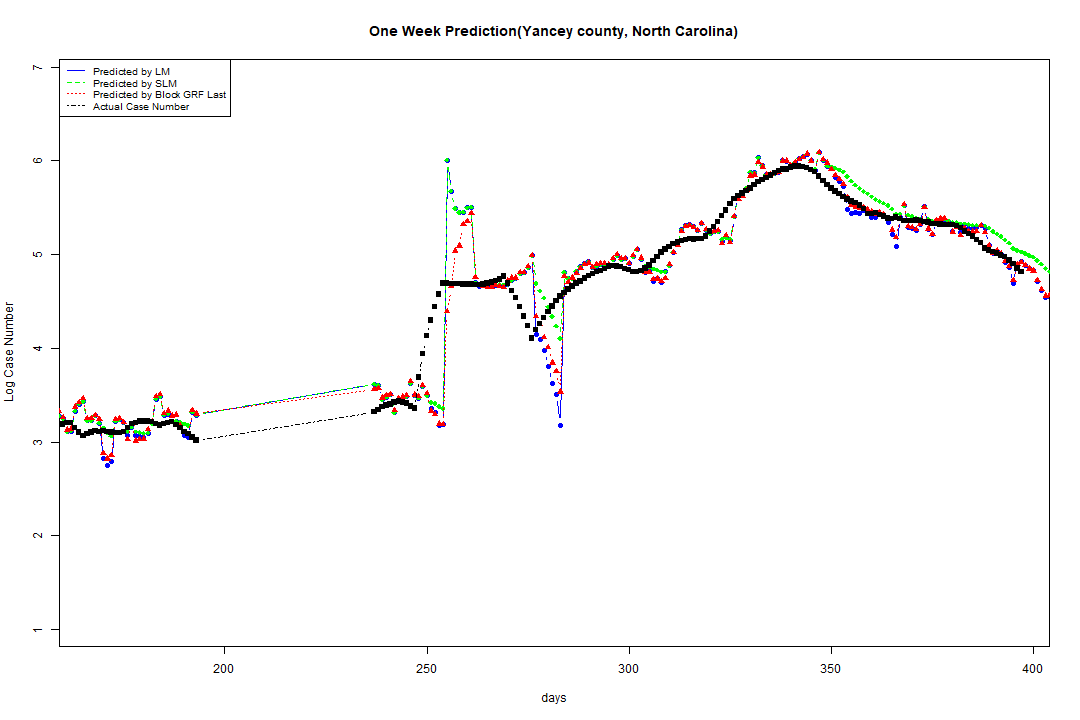 One Week Prediction(Yancey county, North Carolina)
Predicted by LM
Predicted by SLM
Predicted by Block GRF Last
Actual Case Number
Log Case Number
7
6
5
4
3
2
1
200 250 300 350 400
days